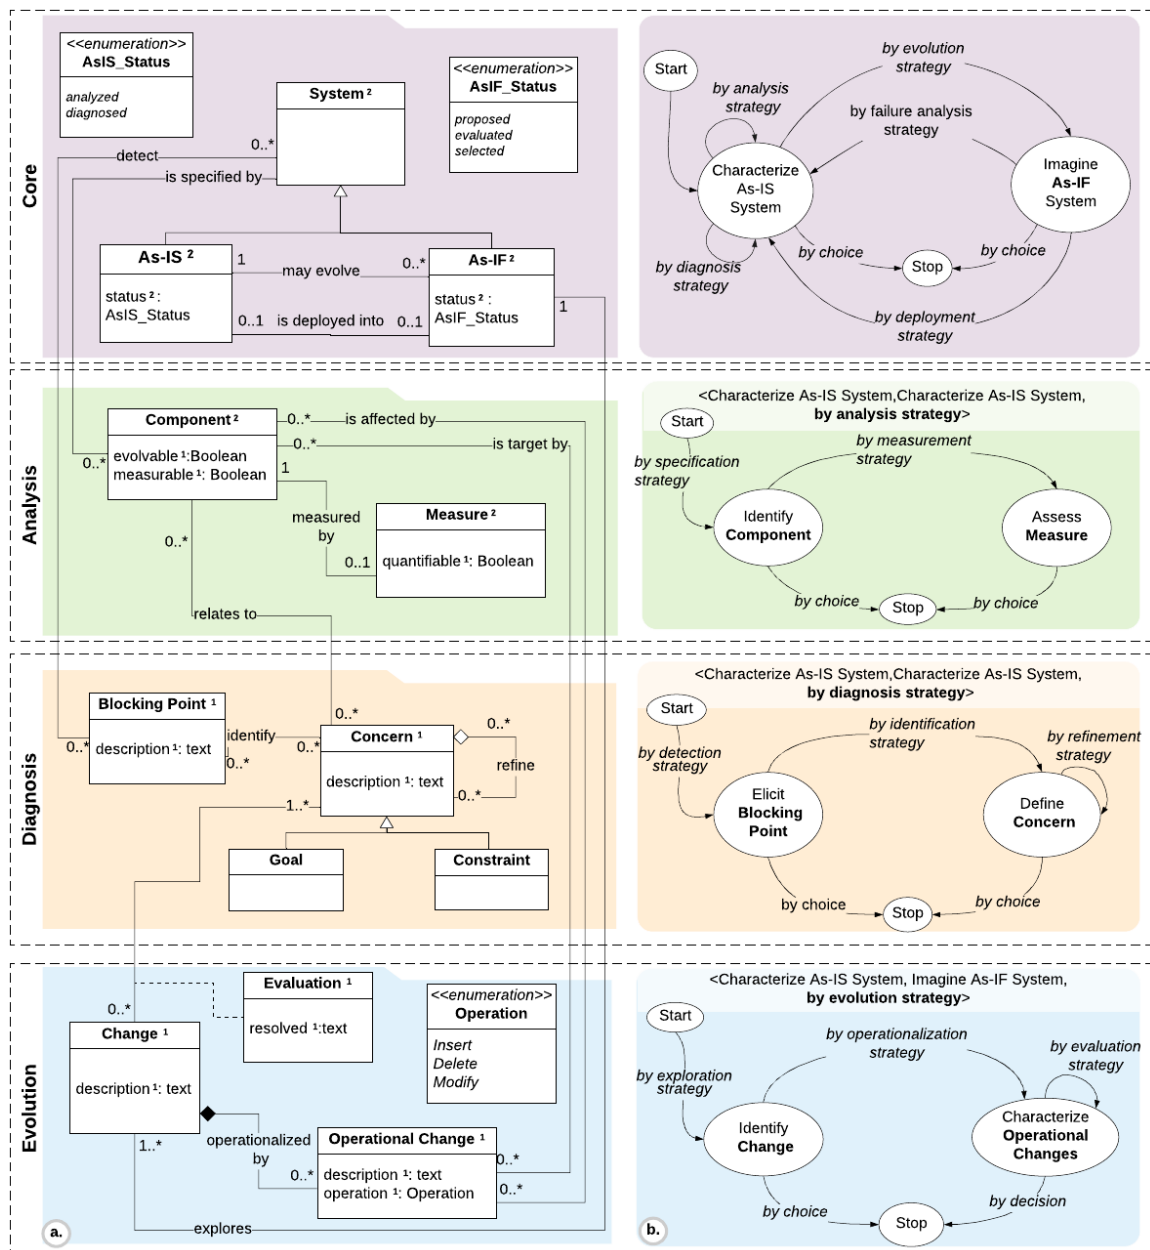 Core
<<enumeration>>
AsIS_Status
analyzed
diagnosed
System ²
<<enumeration>>
AsIF_Status
proposed
evaluated
selected
detect
0..*
is specified by
As-IS ²
status ² :
AsIS_Status
1
may evolve
0..*
As-IF ²
status ² :
AsIF_Status
1
0..1
is deployed into
0..1
Start
by evolution
strategy
by analysis
strategy
by failure analysis
strategy
Characterize
As-IS
System
Imagine
As-IF
System
by choice
Stop
by choice
by diagnosis
strategy
by deployment
strategy
Analysis
Component ²
evolvable ¹:Boolean
measurable ¹: Boolean
0..*
0..*
is affected by
0..*
is target by
1
measured
by
0..1
Measure ²
quantifiable ¹: Boolean
0..*
relates to
<Characterize As-IS System,Characterize As-IS System,
by analysis strategy>
Start
by measurement
strategy
by specification
strategy
Identify
Component
Assess
Measure
by choice
Stop
by choice
Diagnosis
Blocking Point ¹
description ¹: text
0..*
identify
0..*
0..*
0..*
Concern ¹
description ¹: text
0..*
refine
0..*
1..*
Goal
Constraint
<Characterize As-IS System,Characterize As-IS System,
by diagnosis strategy>
Start
by identification
strategy
by detection
strategy
by refinement
strategy
Elicit
Blocking
Point
Define
Concern
by choice
Stop
by choice
Evolution
Evaluation ¹
resolved ¹:text
<<enumeration>>
Operation
Insert
Delete
Modify
0..*
Change ¹
description ¹: text
1..*
operationalized
by
0..*
Operational Change ¹
description ¹: text
operation ¹: Operation
0..*
0..*
explores
a.
<Characterize As-IS System, Imagine As-IF System,
by evolution strategy>
Start
by operationalization
strategy
by evaluation
strategy
by exploration
strategy
Identify
Change
Characterize
Operational
Changes
by choice
Stop
by decision
b.